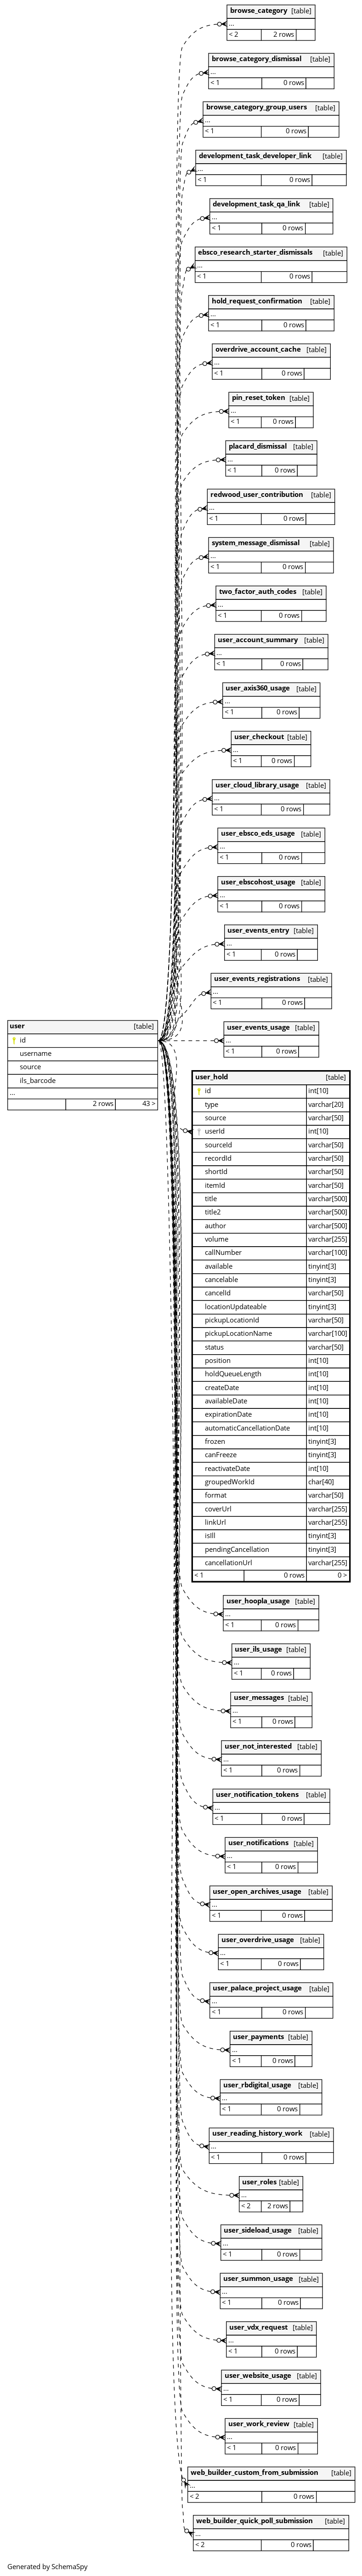 browse_category [table]
...
< 2 2 rows
browse_category_dismissal [table]
...
< 1 0 rows
browse_category_group_users [table]
...
< 1 0 rows
development_task_developer_link [table]
...
< 1 0 rows
development_task_qa_link [table]
...
< 1 0 rows
ebsco_research_starter_dismissals [table]
...
< 1 0 rows
hold_request_confirmation [table]
...
< 1 0 rows
overdrive_account_cache [table]
...
< 1 0 rows
pin_reset_token [table]
...
< 1 0 rows
placard_dismissal [table]
...
< 1 0 rows
redwood_user_contribution [table]
...
< 1 0 rows
system_message_dismissal [table]
...
< 1 0 rows
two_factor_auth_codes [table]
...
< 1 0 rows
user_account_summary [table]
...
< 1 0 rows
user_axis360_usage [table]
...
< 1 0 rows
user_checkout [table]
...
< 1 0 rows
user_cloud_library_usage [table]
...
< 1 0 rows
user_ebsco_eds_usage [table]
...
< 1 0 rows
user_ebscohost_usage [table]
...
< 1 0 rows
user_events_entry [table]
...
< 1 0 rows
user_events_registrations [table]
...
< 1 0 rows
user_events_usage [table]
...
< 1 0 rows
user [table]
id
username
source
ils_barcode
...
2 rows 43 >
user_hold [table]
id int[10]
type varchar[20]
source varchar[50]
userId int[10]
sourceId varchar[50]
recordId varchar[50]
shortId varchar[50]
itemId varchar[50]
title varchar[500]
title2 varchar[500]
author varchar[500]
volume varchar[255]
callNumber varchar[100]
available tinyint[3]
cancelable tinyint[3]
cancelId varchar[50]
locationUpdateable tinyint[3]
pickupLocationId varchar[50]
pickupLocationName varchar[100]
status varchar[50]
position int[10]
holdQueueLength int[10]
createDate int[10]
availableDate int[10]
expirationDate int[10]
automaticCancellationDate int[10]
frozen tinyint[3]
canFreeze tinyint[3]
reactivateDate int[10]
groupedWorkId char[40]
format varchar[50]
coverUrl varchar[255]
linkUrl varchar[255]
isIll tinyint[3]
pendingCancellation tinyint[3]
cancellationUrl varchar[255]
< 1 0 rows 0 >
user_hoopla_usage [table]
...
< 1 0 rows
user_ils_usage [table]
...
< 1 0 rows
user_messages [table]
...
< 1 0 rows
user_not_interested [table]
...
< 1 0 rows
user_notification_tokens [table]
...
< 1 0 rows
user_notifications [table]
...
< 1 0 rows
user_open_archives_usage [table]
...
< 1 0 rows
user_overdrive_usage [table]
...
< 1 0 rows
user_palace_project_usage [table]
...
< 1 0 rows
user_payments [table]
...
< 1 0 rows
user_rbdigital_usage [table]
...
< 1 0 rows
user_reading_history_work [table]
...
< 1 0 rows
user_roles [table]
...
< 2 2 rows
user_sideload_usage [table]
...
< 1 0 rows
user_summon_usage [table]
...
< 1 0 rows
user_vdx_request [table]
...
< 1 0 rows
user_website_usage [table]
...
< 1 0 rows
user_work_review [table]
...
< 1 0 rows
web_builder_custom_from_submission [table]
...
< 2 0 rows
web_builder_quick_poll_submission [table]
...
< 2 0 rows
Generated by SchemaSpy